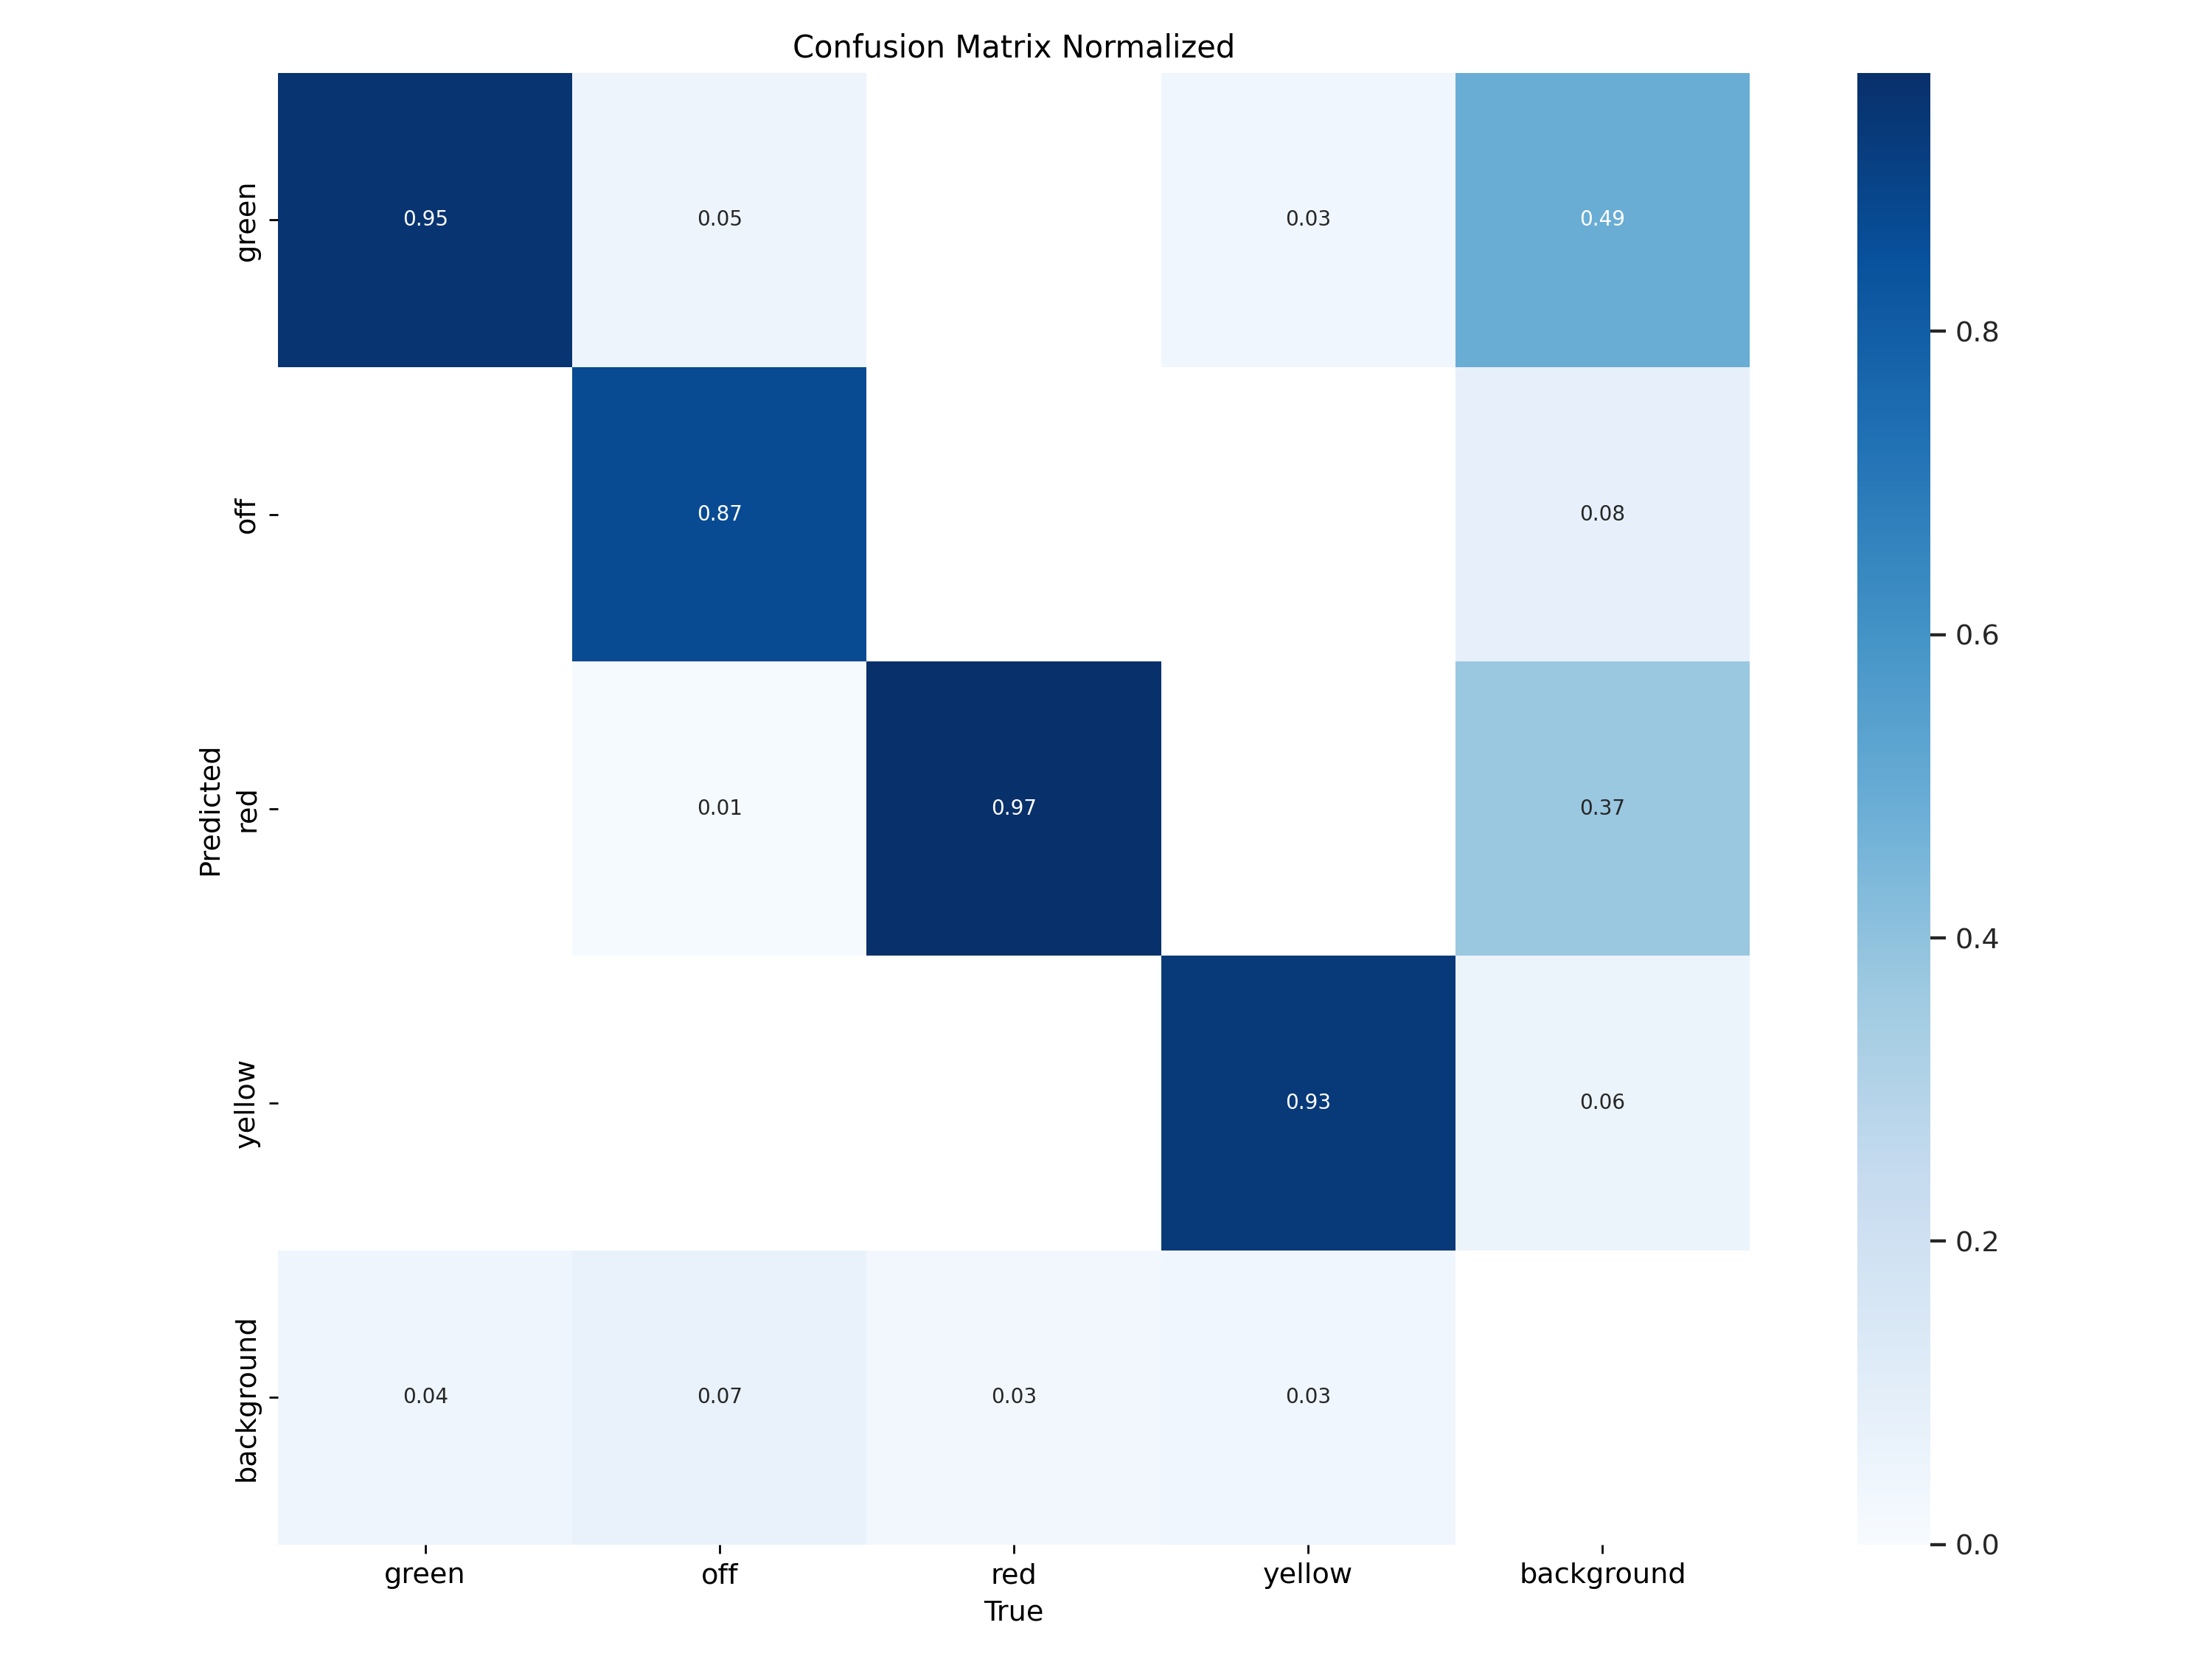 Confusion Matrix Normalized
green
0.95
0.05
0.03
0.49
off
0.87
0.08
red
0.01
0.97
0.37
yellow
0.93
0.06
background
0.04
0.07
0.03
0.03
Predicted
green
off
red
yellow
background
True
0.8
0.6
0.4
0.2
0.0